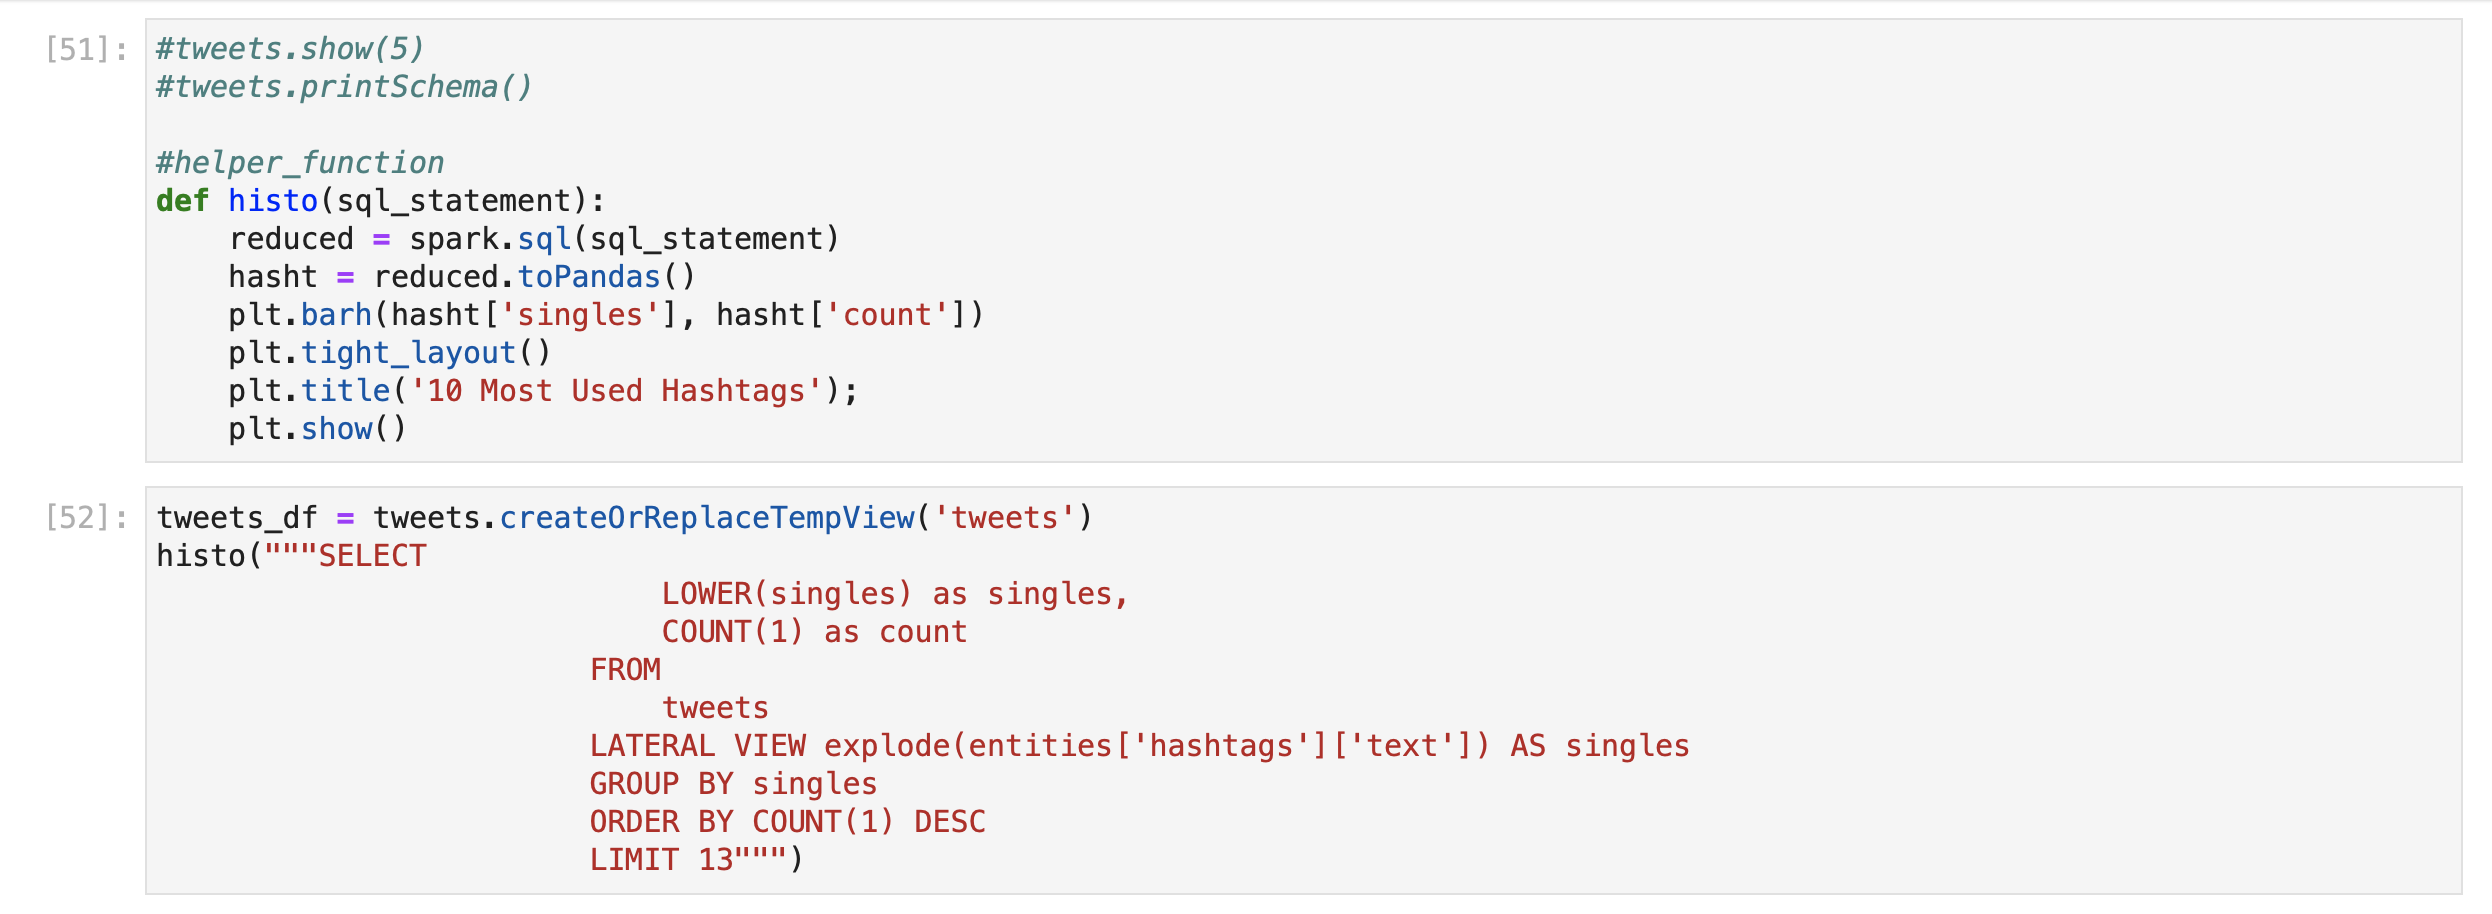 [51]: #tweets.show(5)
#tweets.printSchema()

#helper_function
def histo(sql_statement):
    reduced = spark.sql(sql_statement)
    hasht = reduced.toPandas()
    plt.barh(hasht['singles'], hasht['count'])
    plt.tight_layout()
    plt.title('10 Most Used Hashtags');
    plt.show()
[52]: tweets_df = tweets.createOrReplaceTempView('tweets')
histo("""SELECT
                            LOWER(singles) as singles,
                            COUNT(1) as count
                        FROM
                            tweets
                        LATERAL VIEW explode(entities['hashtags']['text']) AS singles
                        GROUP BY singles
                        ORDER BY COUNT(1) DESC
                        LIMIT 13""")